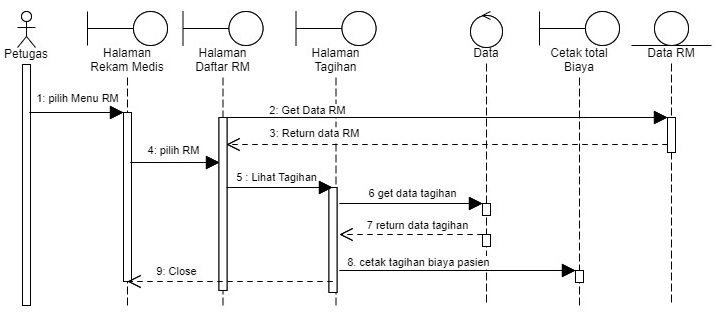 Petugas
Halaman
Rekam Medis
Halaman
Daftar RM
Halaman
Tagihan
Data
Cetak total
Biaya
Data RM
1: pilih Menu RM
2: Get Data RM
3: Return data RM
4: pilih RM
5 : Lihat Tagihan
6 get data tagihan
7 return data tagihan
8. cetak tagihan biaya pasien
9: Close